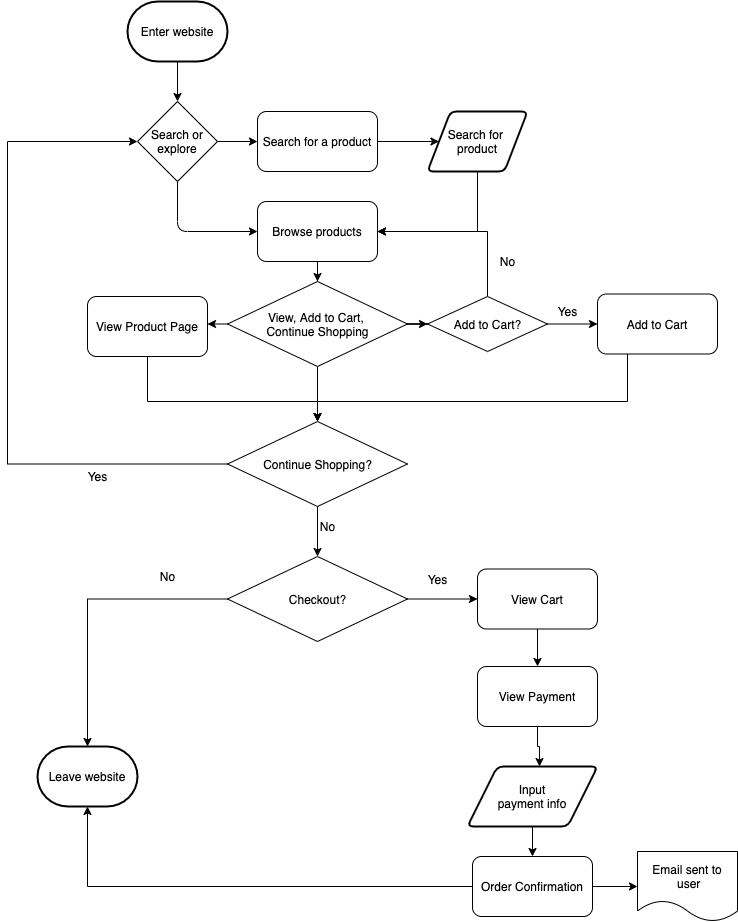 Enter website
Search or
explore
Search for a product
Search for
product
Browse products
No
View Product Page
View, Add to Cart,
Continue Shopping
Add to Cart?
Yes
Add to Cart
Continue Shopping?
Yes
No
No
Checkout?
Yes
View Cart
View Payment
Leave website
Input
payment info
Order Confirmation
Email sent to
user